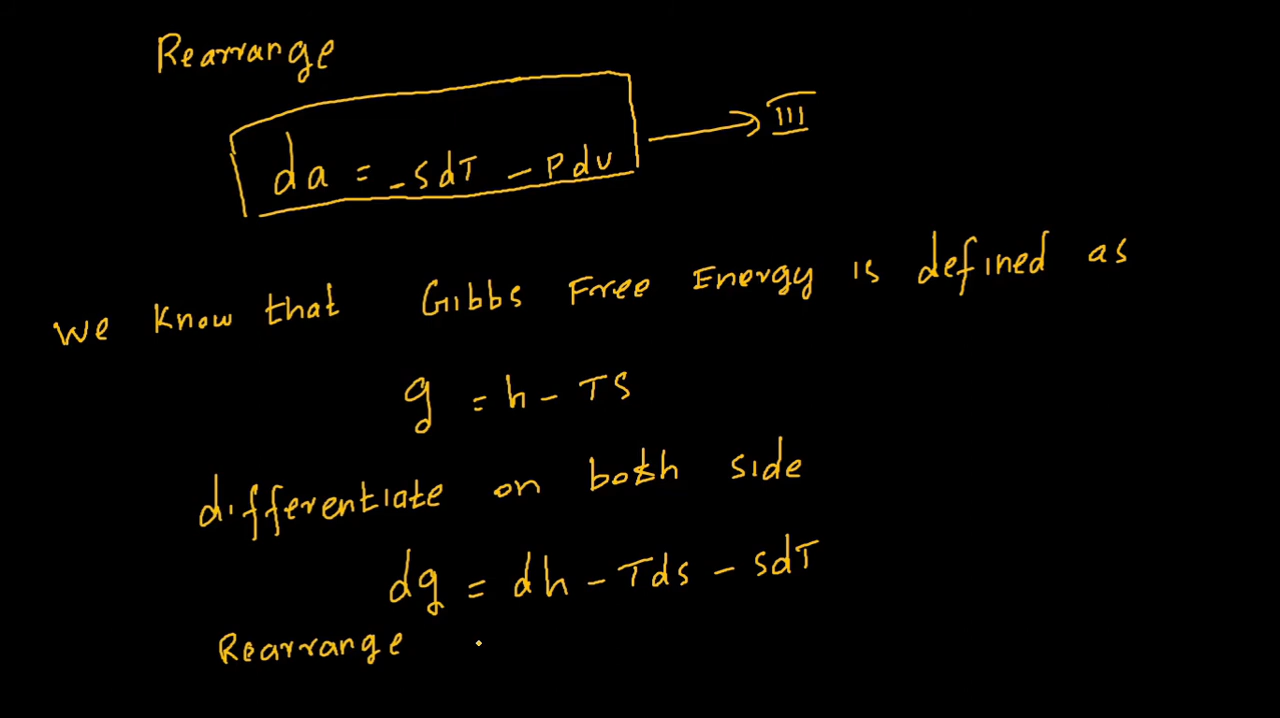 Rearrange
da = -sdT - Pdv → III
We Know that Gibbs Free Energy is defined as
g = h - TS
differentiate on both side
dg = dh - Tds - sdT
Rearrange